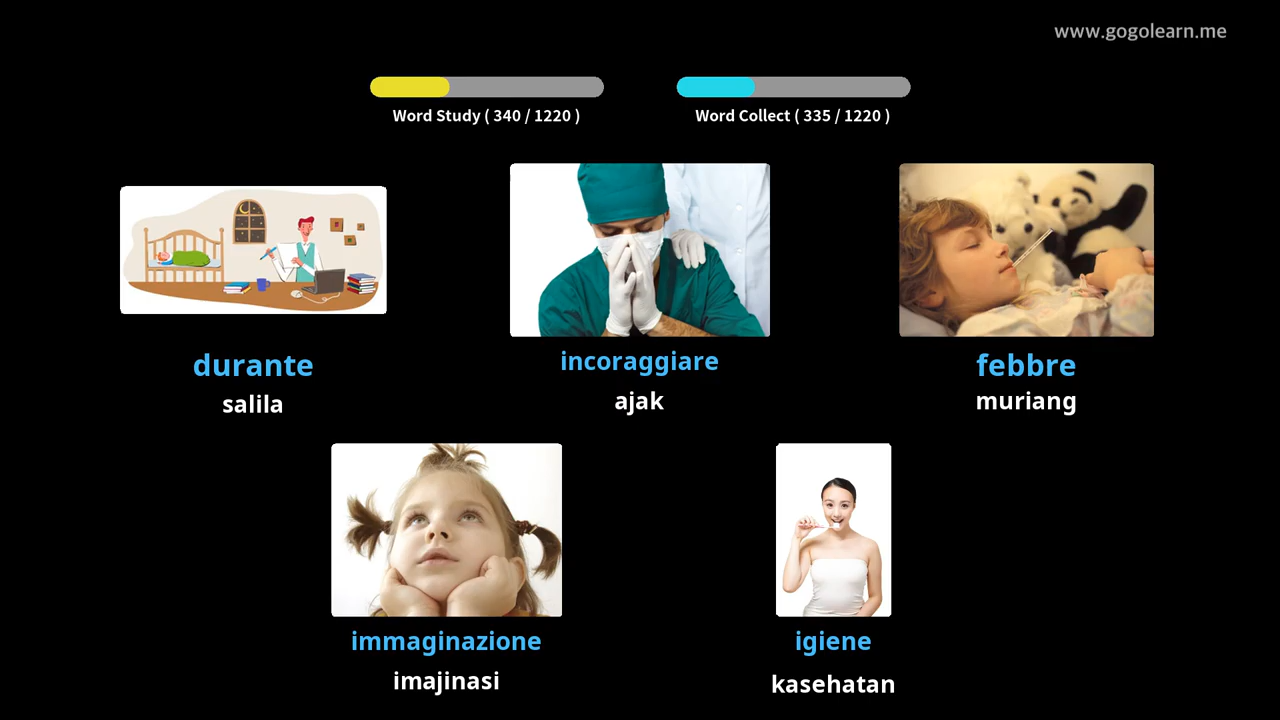 www.gogolearn.me
Word Study ( 340 / 1220 )
Word Collect ( 335 / 1220 )
durante
salila
incoraggiare
ajak
febbre
muriang
immaginazione
imajinasi
igiene
kasehatan